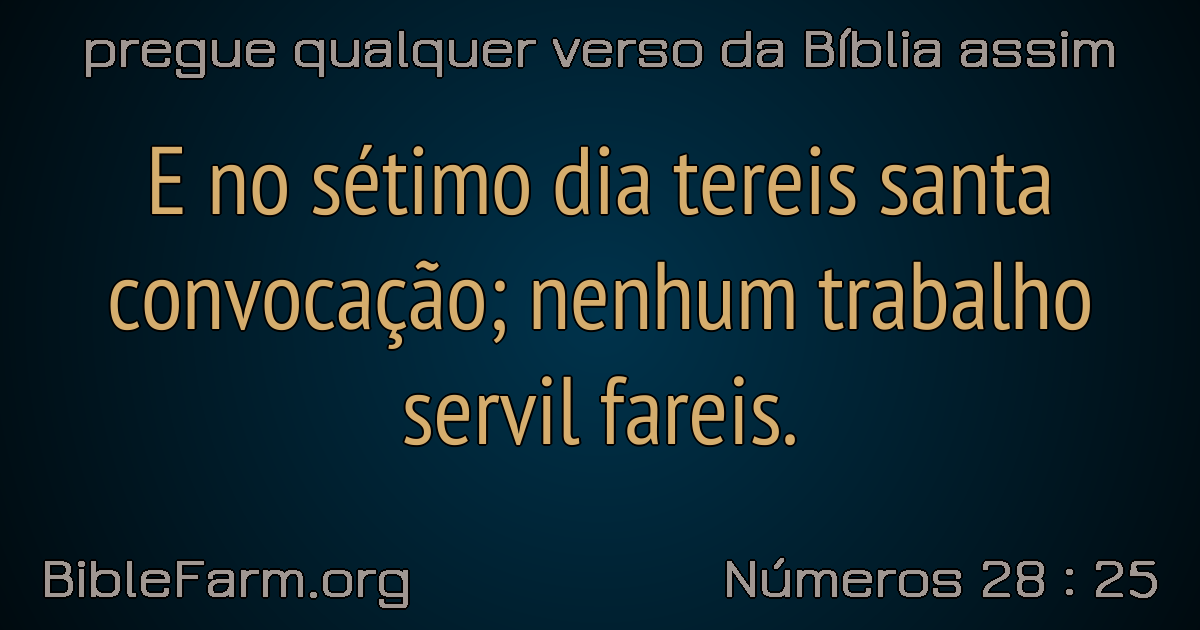 pregue qualquer verso da Bíblia assim
E no sétimo dia tereis santa
convocação; nenhum trabalho
servil fareis.
BibleFarm.org
Números 28 : 25